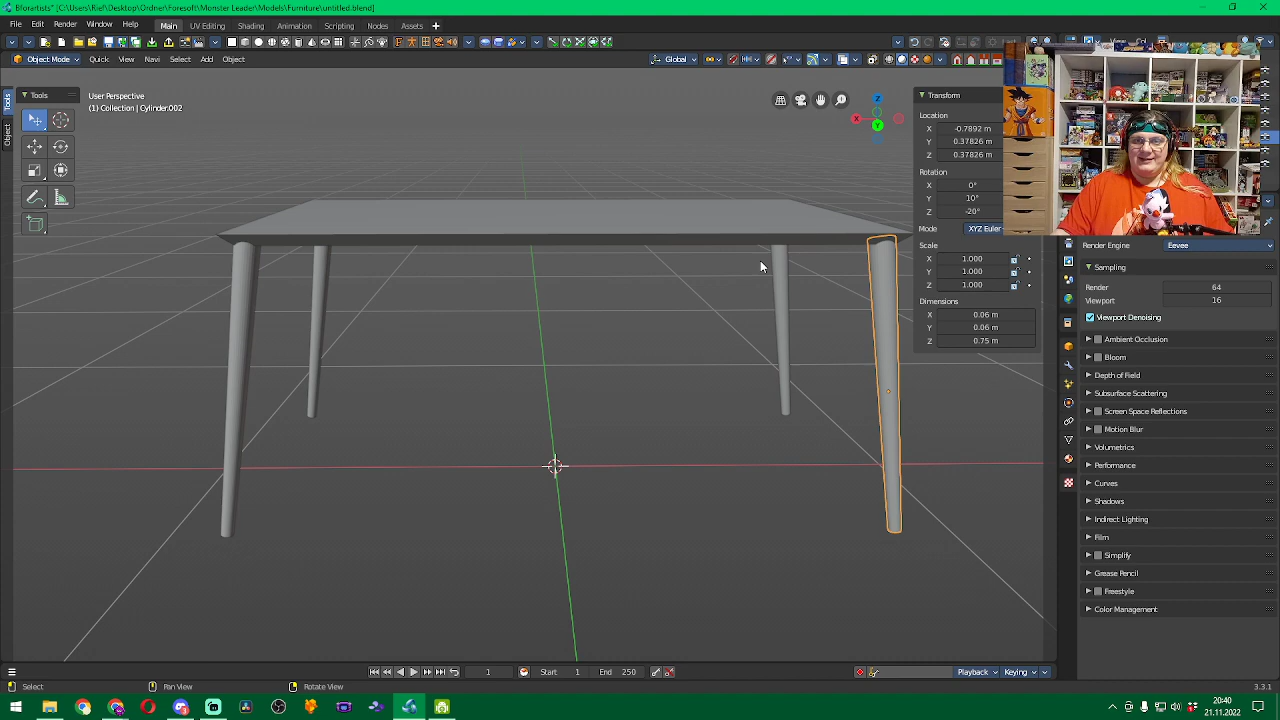 Bforartists* [C:\Users\Riel\Desktop\Ordner\Foresoft\Monster Leader\Models\Furniture\untitled.blend]
File Edit Render Window Help Main UV Editing Shading Animation Scripting Nodes Assets
Object Mode Quick View Navi Select Add Object Global
User Perspective
(1) Collection | Cylinder.002
Tools
Tools
Object
Z
X
Y
Transform
Location
X -0.7892 m
Y 0.37826 m
Z 0.37826 m
Rotation
X 0°
Y 10°
Z -20°
Mode XYZ Euler
Scale
X 1.000
Y 1.000
Z 1.000
Dimensions
X 0.06 m
Y 0.06 m
Z 0.75 m
Render Engine Eevee
Sampling
Render 64
Viewport 16
Viewport Denoising
Ambient Occlusion
Bloom
Depth of Field
Subsurface Scattering
Screen Space Reflections
Motion Blur
Volumetrics
Performance
Curves
Shadows
Indirect Lighting
Film
Simplify
Grease Pencil
Freestyle
Color Management
1 Start 1 End 250 Playback Keying
Select Pan View Rotate View 3.3.1
20:40
21.11.2022